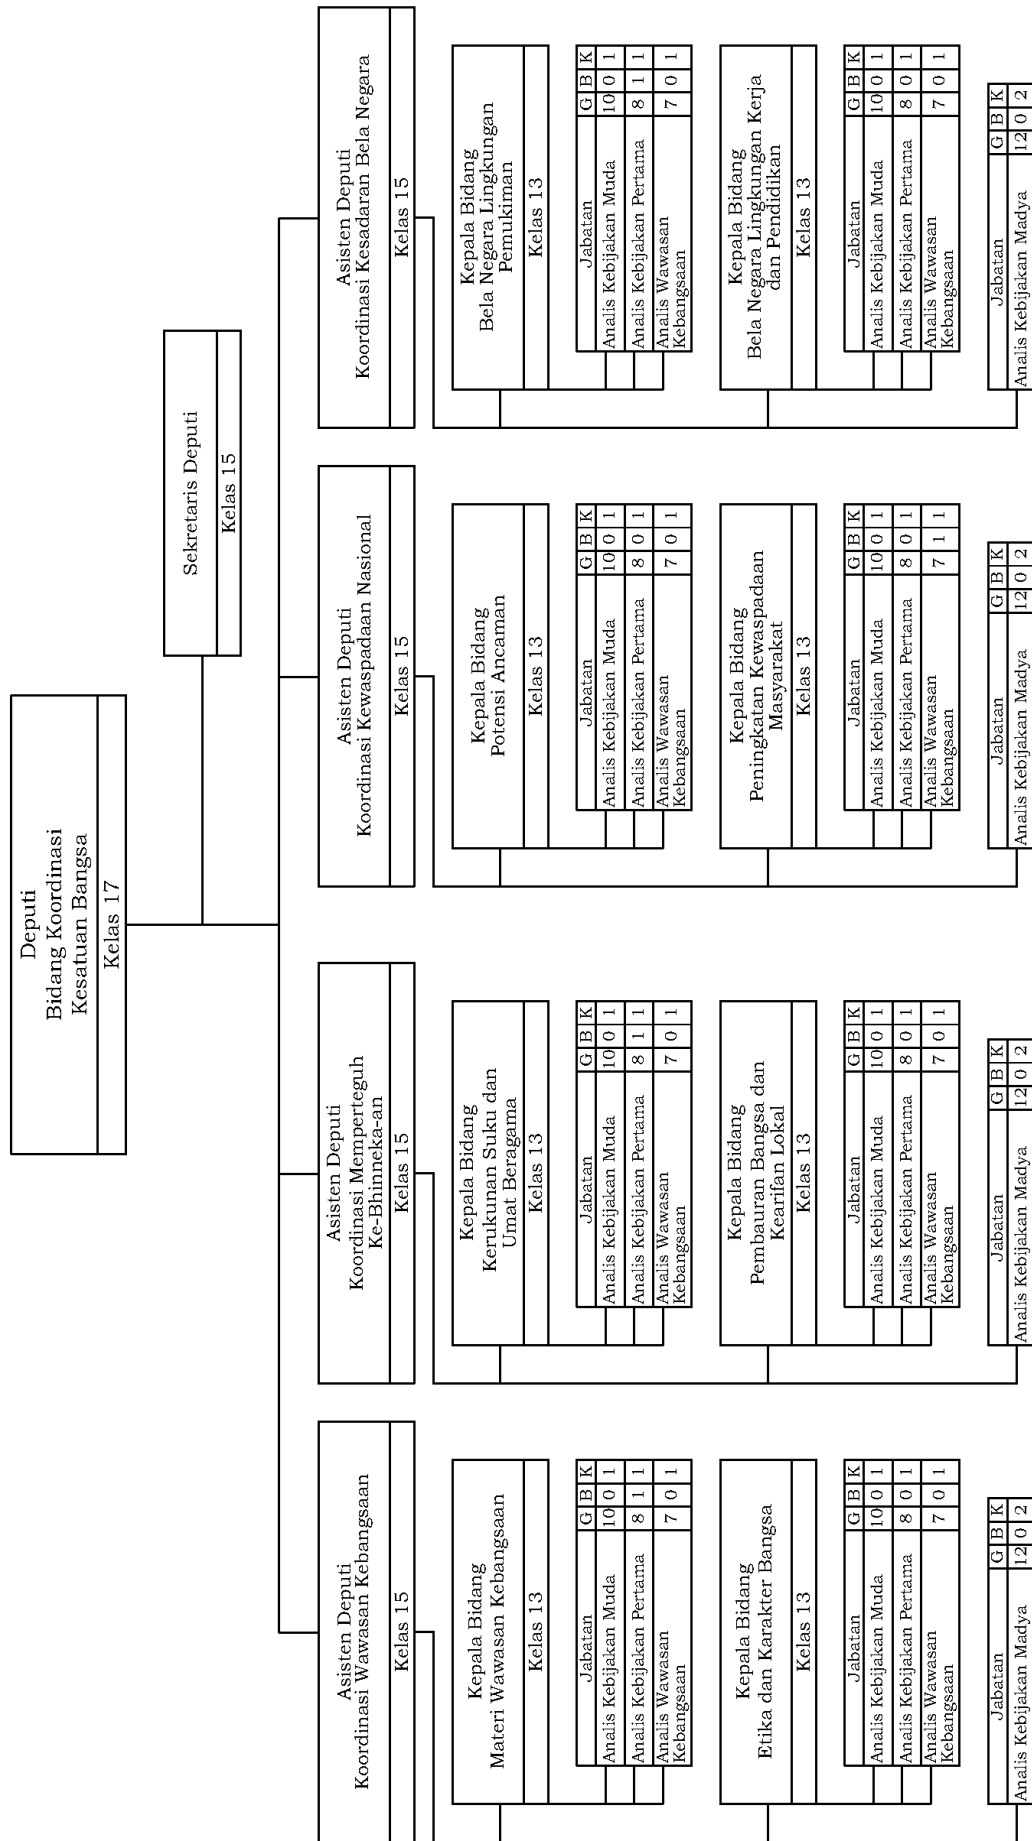 Deputi
Bidang Koordinasi
Kesatuan Bangsa
Kelas 17
Sekretaris Deputi
Kelas 15
Asisten Deputi
Koordinasi Wawasan Kebangsaan
Kelas 15
Kepala Bidang
Materi Wawasan Kebangsaan
Kelas 13
Jabatan G B K
Analis Kebijakan Muda 10 0 1
Analis Kebijakan Pertama 8 1 1
Analis Wawasan
Kebangsaan 7 0 1
Kepala Bidang
Etika dan Karakter Bangsa
Kelas 13
Jabatan G B K
Analis Kebijakan Muda 10 0 1
Analis Kebijakan Pertama 8 0 1
Analis Wawasan
Kebangsaan 7 0 1
Jabatan G B K
Analis Kebijakan Madya 12 0 2
Asisten Deputi
Koordinasi Memperteguh
Ke-Bhinneka-an
Kelas 15
Kepala Bidang
Kerukunan Suku dan
Umat Beragama
Kelas 13
Jabatan G B K
Analis Kebijakan Muda 10 0 1
Analis Kebijakan Pertama 8 1 1
Analis Wawasan
Kebangsaan 7 0 1
Kepala Bidang
Pembauran Bangsa dan
Kearifan Lokal
Kelas 13
Jabatan G B K
Analis Kebijakan Muda 10 0 1
Analis Kebijakan Pertama 8 0 1
Analis Wawasan
Kebangsaan 7 0 1
Jabatan G B K
Analis Kebijakan Madya 12 0 2
Asisten Deputi
Koordinasi Kewaspadaan Nasional
Kelas 15
Kepala Bidang
Potensi Ancaman
Kelas 13
Jabatan G B K
Analis Kebijakan Muda 10 0 1
Analis Kebijakan Pertama 8 0 1
Analis Wawasan
Kebangsaan 7 0 1
Kepala Bidang
Peningkatan Kewaspadaan
Masyarakat
Kelas 13
Jabatan G B K
Analis Kebijakan Muda 10 0 1
Analis Kebijakan Pertama 8 0 1
Analis Wawasan
Kebangsaan 7 1 1
Jabatan G B K
Analis Kebijakan Madya 12 0 2
Asisten Deputi
Koordinasi Kesadaran Bela Negara
Kelas 15
Kepala Bidang
Bela Negara Lingkungan
Pemukiman
Kelas 13
Jabatan G B K
Analis Kebijakan Muda 10 0 1
Analis Kebijakan Pertama 8 1 1
Analis Wawasan
Kebangsaan 7 0 1
Kepala Bidang
Bela Negara Lingkungan Kerja
dan Pendidikan
Kelas 13
Jabatan G B K
Analis Kebijakan Muda 10 0 1
Analis Kebijakan Pertama 8 0 1
Analis Wawasan
Kebangsaan 7 0 1
Jabatan G B K
Analis Kebijakan Madya 12 0 2